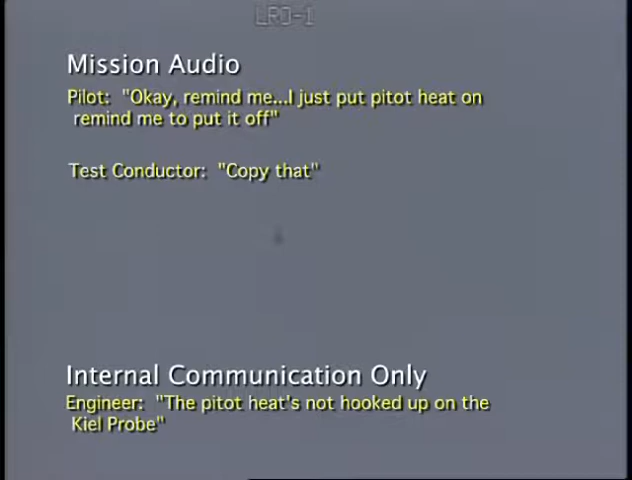 LRJ-1
Mission Audio
Pilot: "Okay, remind me...I just put pitot heat on
remind me to put it off"
Test Conductor: "Copy that"
Internal Communication Only
Engineer: "The pitot heat's not hooked up on the
Kiel Probe"